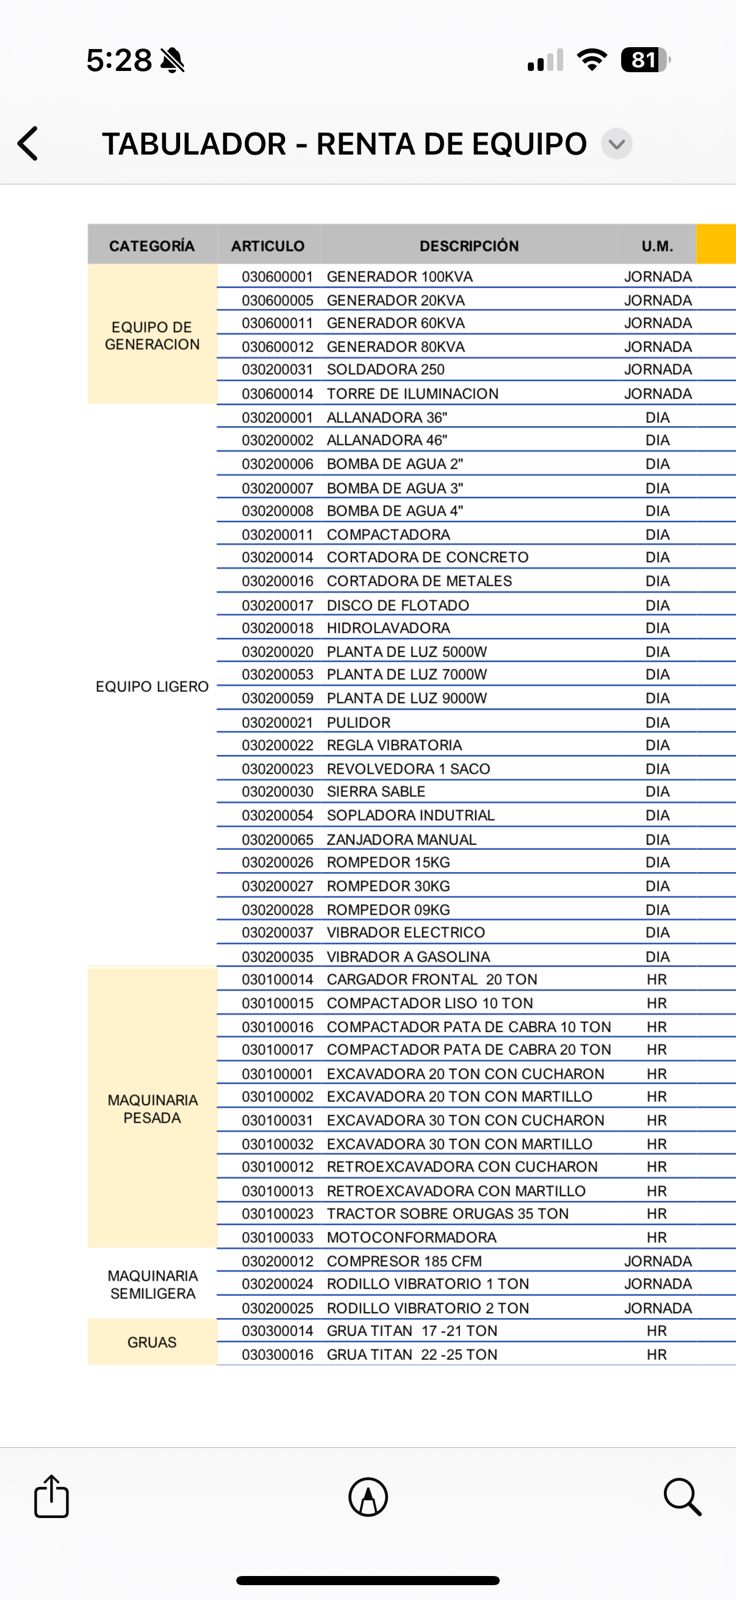 5:28
81
TABULADOR - RENTA DE EQUIPO
CATEGORÍA ARTICULO DESCRIPCIÓN U.M.
EQUIPO DE GENERACION
030600001 GENERADOR 100KVA JORNADA
030600005 GENERADOR 20KVA JORNADA
030600011 GENERADOR 60KVA JORNADA
030600012 GENERADOR 80KVA JORNADA
030200031 SOLDADORA 250 JORNADA
030600014 TORRE DE ILUMINACION JORNADA
EQUIPO LIGERO
030200001 ALLANADORA 36" DIA
030200002 ALLANADORA 46" DIA
030200006 BOMBA DE AGUA 2" DIA
030200007 BOMBA DE AGUA 3" DIA
030200008 BOMBA DE AGUA 4" DIA
030200011 COMPACTADORA DIA
030200014 CORTADORA DE CONCRETO DIA
030200016 CORTADORA DE METALES DIA
030200017 DISCO DE FLOTADO DIA
030200018 HIDROLAVADORA DIA
030200020 PLANTA DE LUZ 5000W DIA
030200053 PLANTA DE LUZ 7000W DIA
030200059 PLANTA DE LUZ 9000W DIA
030200021 PULIDOR DIA
030200022 REGLA VIBRATORIA DIA
030200023 REVOLVEDORA 1 SACO DIA
030200030 SIERRA SABLE DIA
030200054 SOPLADORA INDUTRIAL DIA
030200065 ZANJADORA MANUAL DIA
030200026 ROMPEDOR 15KG DIA
030200027 ROMPEDOR 30KG DIA
030200028 ROMPEDOR 09KG DIA
030200037 VIBRADOR ELECTRICO DIA
030200035 VIBRADOR A GASOLINA DIA
MAQUINARIA PESADA
030100014 CARGADOR FRONTAL 20 TON HR
030100015 COMPACTADOR LISO 10 TON HR
030100016 COMPACTADOR PATA DE CABRA 10 TON HR
030100017 COMPACTADOR PATA DE CABRA 20 TON HR
030100001 EXCAVADORA 20 TON CON CUCHARON HR
030100002 EXCAVADORA 20 TON CON MARTILLO HR
030100031 EXCAVADORA 30 TON CON CUCHARON HR
030100032 EXCAVADORA 30 TON CON MARTILLO HR
030100012 RETROEXCAVADORA CON CUCHARON HR
030100013 RETROEXCAVADORA CON MARTILLO HR
030100023 TRACTOR SOBRE ORUGAS 35 TON HR
030100033 MOTOCONFORMADORA HR
MAQUINARIA SEMILIGERA
030200012 COMPRESOR 185 CFM JORNADA
030200024 RODILLO VIBRATORIO 1 TON JORNADA
030200025 RODILLO VIBRATORIO 2 TON JORNADA
GRUAS
030300014 GRUA TITAN 17 -21 TON HR
030300016 GRUA TITAN 22 -25 TON HR